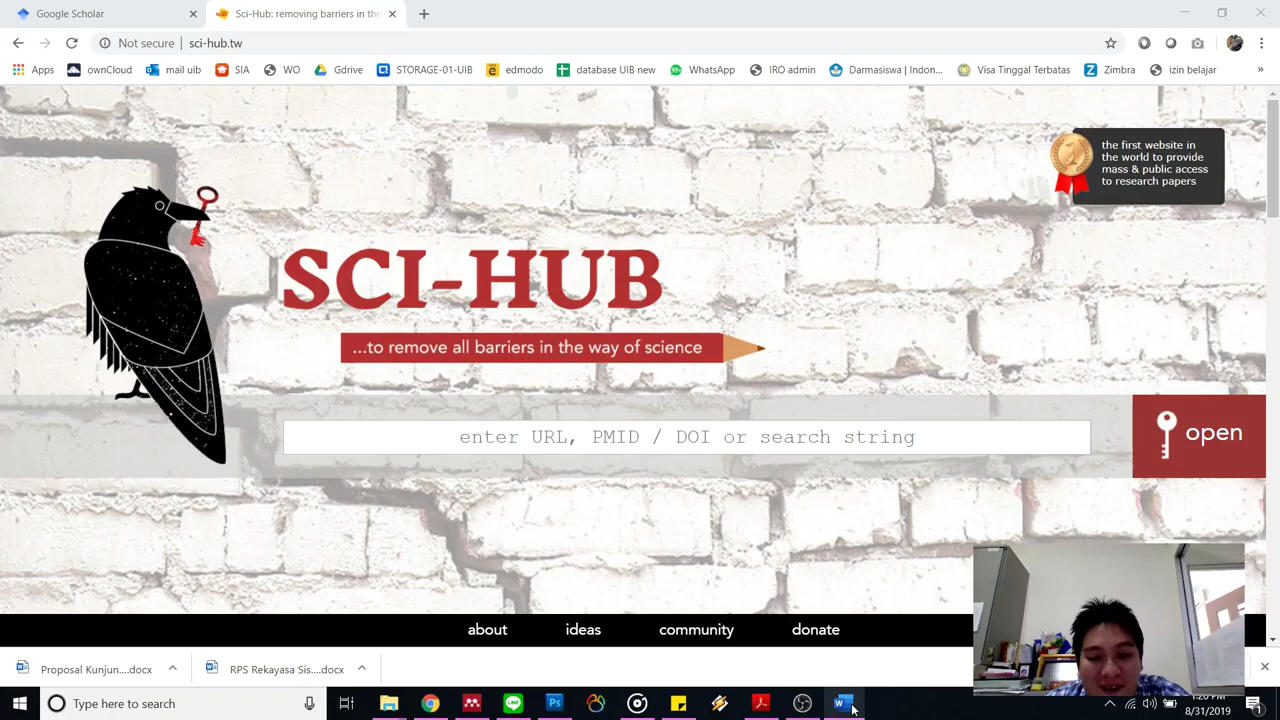 Google Scholar
Sci-Hub: removing barriers in the
Not secure
sci-hub.tw
Apps
ownCloud
mail uib
SIA
WO
Gdrive
STORAGE-01-UIB
edmodo
database UIB new
WhatsApp
IRO admin
Darmasiswa | Indon...
Visa Tinggal Terbatas
Zimbra
izin belajar
»
the first website in
the world to provide
mass & public access
to research papers
SCI-HUB
...to remove all barriers in the way of science
enter URL, PMID / DOI or search string
open
about
ideas
community
donate
Proposal Kunjun....docx
RPS Rekayasa Sis....docx
Type here to search
8/31/2019